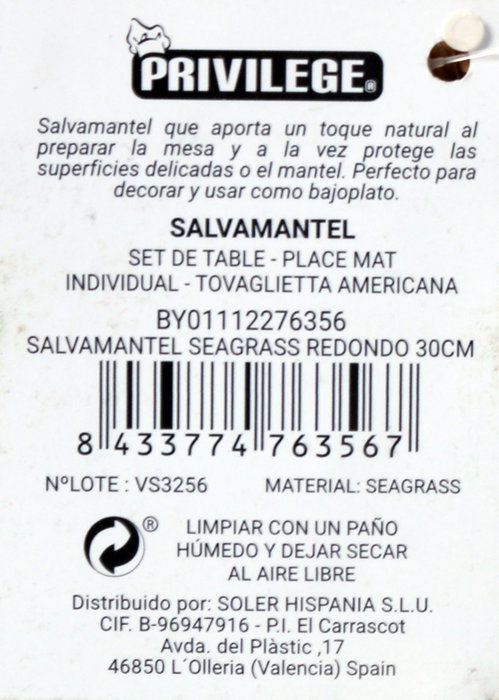 PRIVILEGE®
Salvamantel que aporta un toque natural al
preparar la mesa y a la vez protege las
superficies delicadas o el mantel. Perfecto para
decorar y usar como bajoplato.
SALVAMANTEL
SET DE TABLE - PLACE MAT
INDIVIDUAL - TOVAGLIETTA AMERICANA
BY01112276356
SALVAMANTEL SEAGRASS REDONDO 30CM
8 433774 763567
NºLOTE : VS3256 MATERIAL: SEAGRASS
® LIMPIAR CON UN PAÑO
HÚMEDO Y DEJAR SECAR
AL AIRE LIBRE
Distribuido por: SOLER HISPANIA S.L.U.
CIF. B-96947916 - P.I. El Carrascot
Avda. del Plàstic ,17
46850 L´Olleria (Valencia) Spain